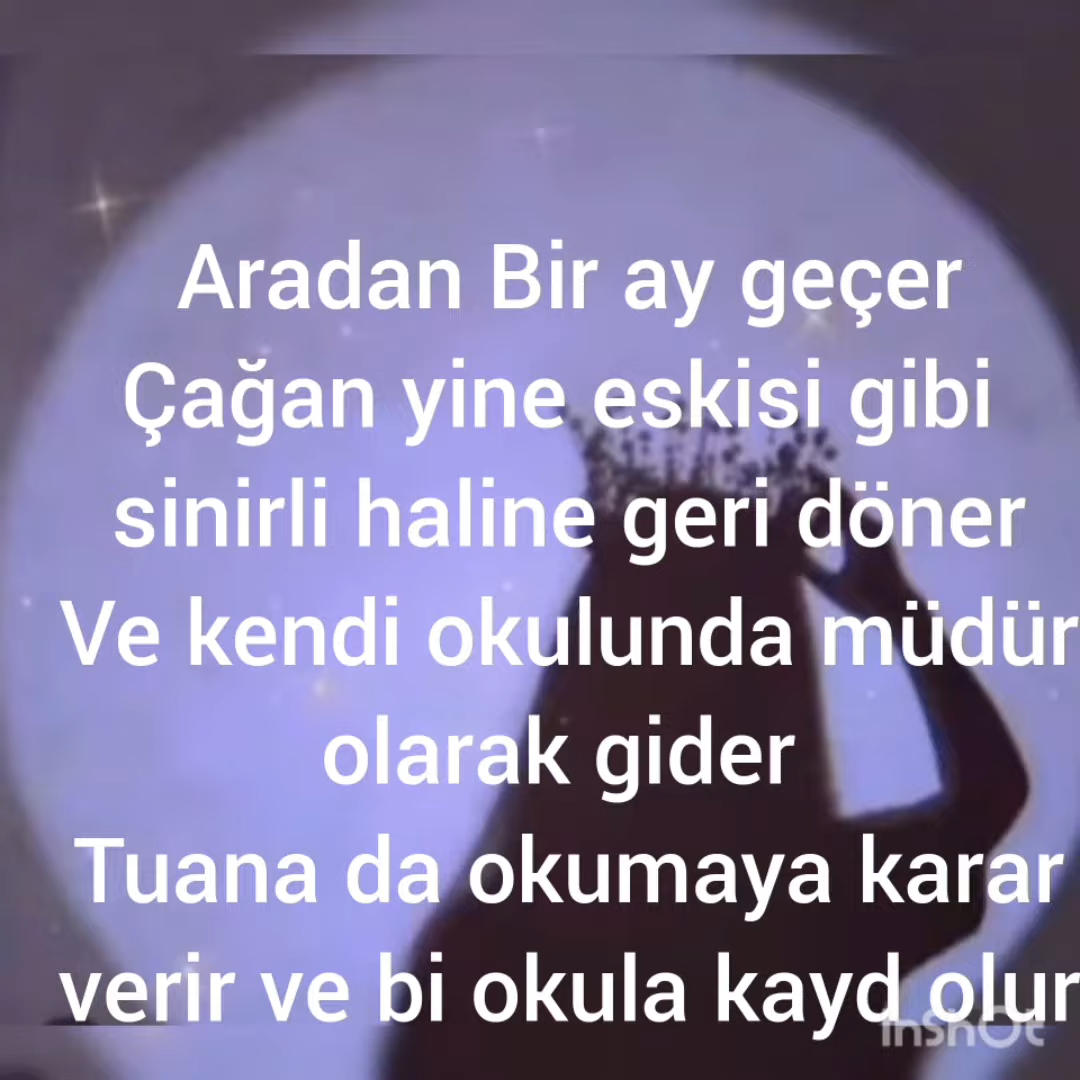 Aradan Bir ay geçer
Çağan yine eskisi gibi
sinirli haline geri döner
Ve kendi okulunda müdür
olarak gider
Tuana da okumaya karar
verir ve bi okula kayd olur
InShOt